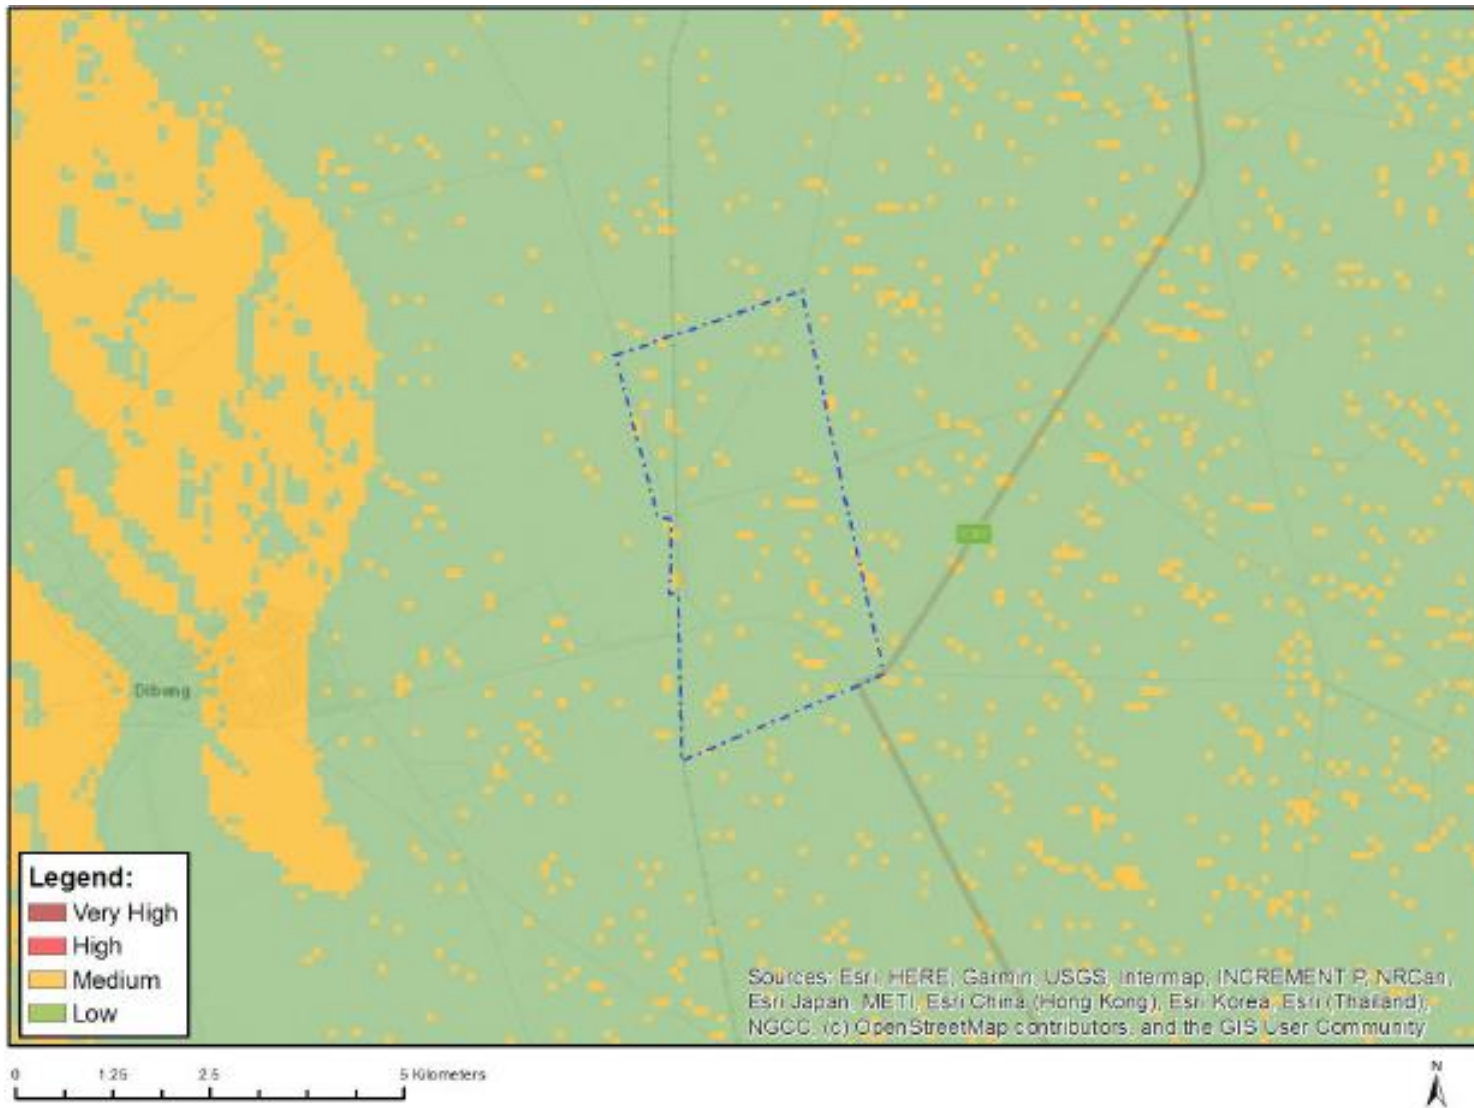 Dibeng
Legend:
Very High
High
Medium
Low
Sources: Esri, HERE, Garmin, USGS, Intermap, INCREMENT P, NRCan,
Esri Japan, METI, Esri China (Hong Kong), Esri Korea, Esri (Thailand),
NGCC, (c) OpenStreetMap contributors, and the GIS User Community
0 1.25 2.5 5 Kilometers
N